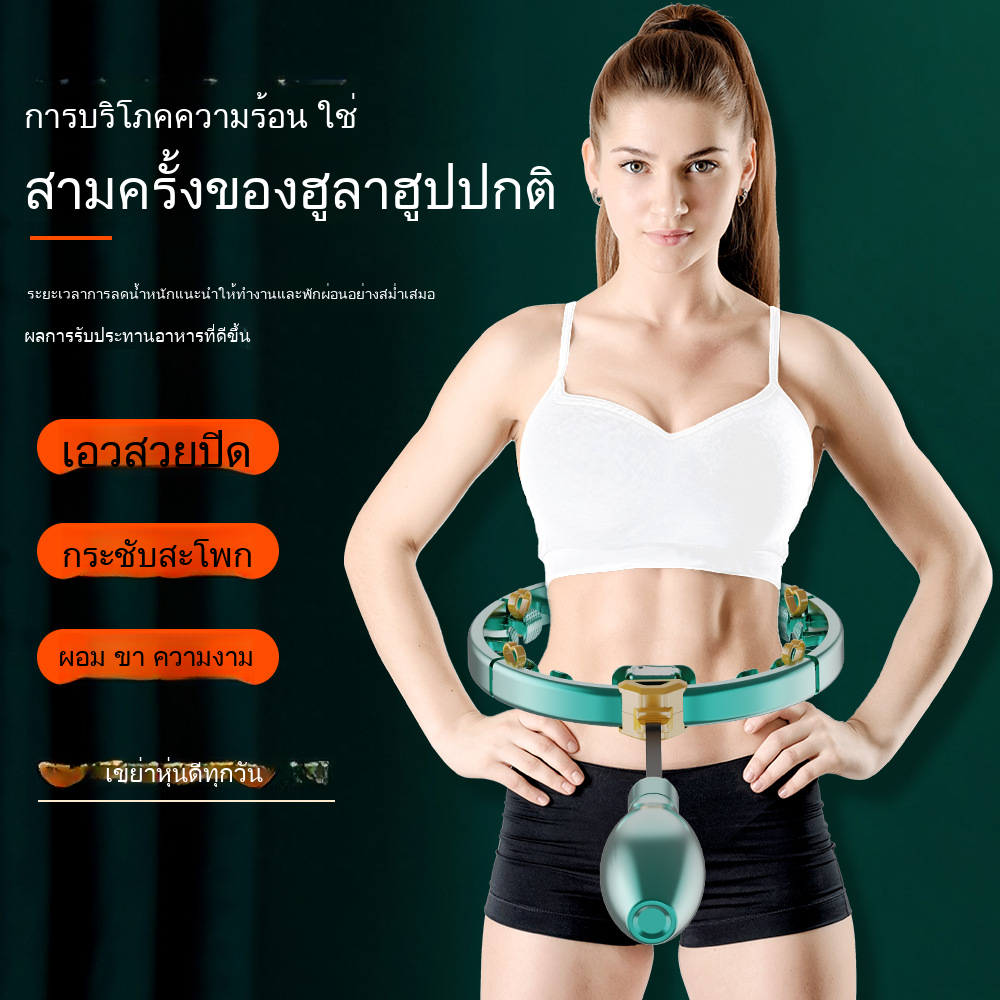 การบริโภคความร้อน ใช่
สามครั้งของฮูลาฮูปปกติ
ระยะเวลาการลดน้ำหนักแนะนำให้ทำงานและพักผ่อนอย่างสม่ำเสมอ
ผลการรับประทานอาหารที่ดีขึ้น
เอวสวยปิด
กระชับสะโพก
ผอม ขา ความงาม
เขย่าหุ่นดีทุกวัน